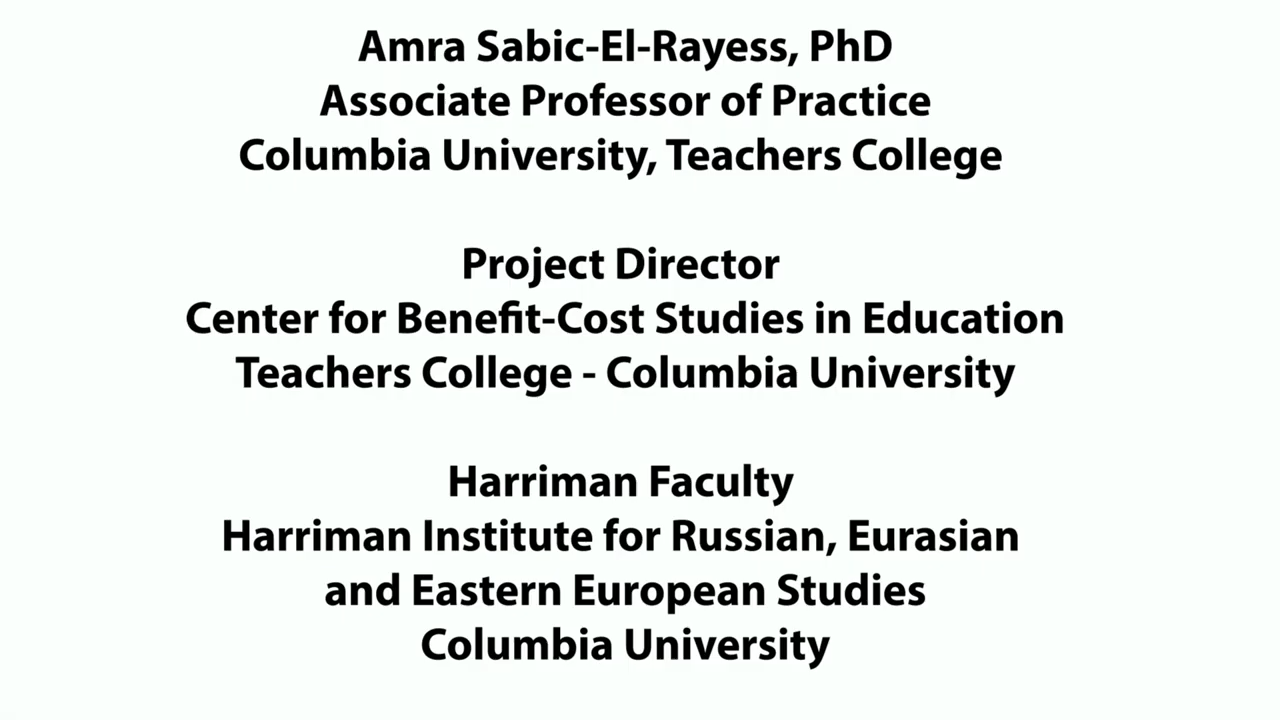 Amra Sabic-El-Rayess, PhD
Associate Professor of Practice
Columbia University, Teachers College
Project Director
Center for Benefit-Cost Studies in Education
Teachers College - Columbia University
Harriman Faculty
Harriman Institute for Russian, Eurasian
and Eastern European Studies
Columbia University